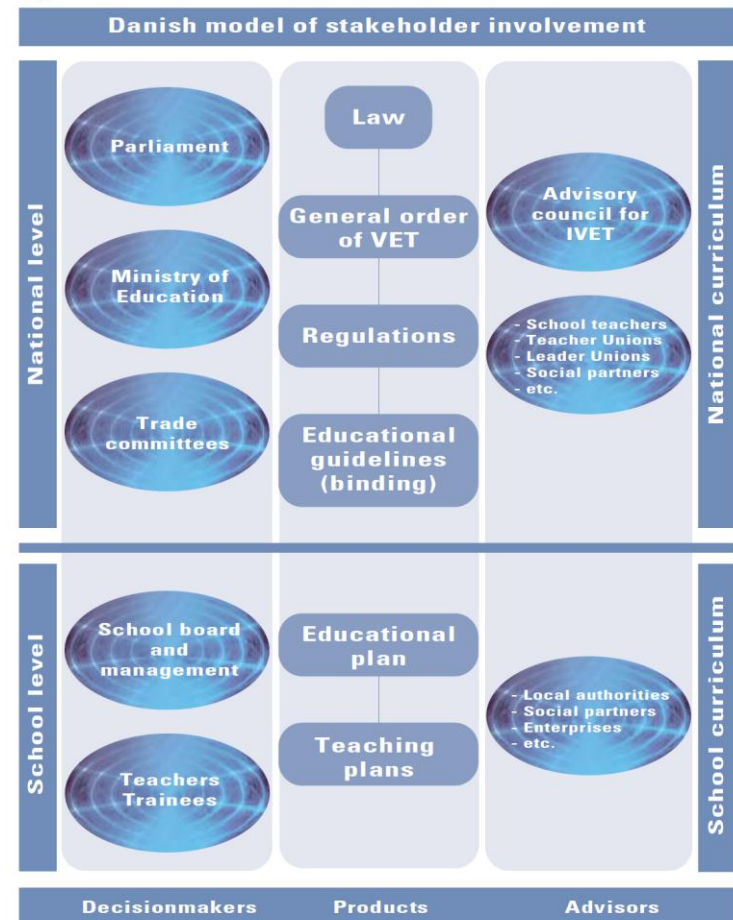 Danish model of stakeholder involvement
National level
Parliament
Ministry of
Education
Trade
committees
Law
General order
of VET
Regulations
Educational
guidelines
(binding)
Advisory
council for
IVET
- School teachers
- Teacher Unions
- Leader Unions
- Social partners
- etc.
National curriculum
School level
School board
and
management
Teachers
Trainees
Educational
plan
Teaching
plans
- Local authorities
- Social partners
- Enterprises
- etc.
School curriculum
Decisionmakers
Products
Advisors